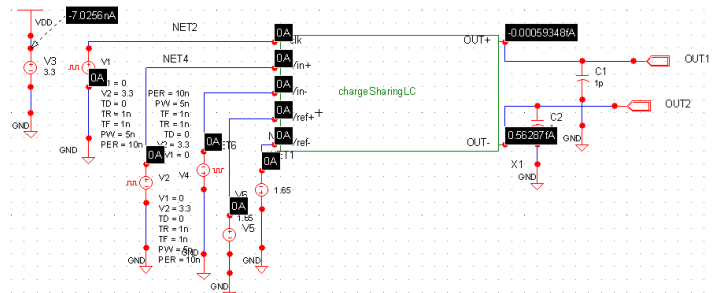 -7.0256nA
VDD
NET2
0A
clk
OUT+
-0.00059348fA
V3
3.3
V1
0A
V1 = 0
V2 = 3.3
TD = 0
TR = 1n
TF = 1n
PW = 5n
PER = 10n
GND
GND
NET4
0A
Vin+
PER = 10n
PW = 5n
TF = 1n
TR = 1n
TD = 0
V2 = 3.3
V1 = 0
0A
Vin-
chargeSharingLC
0A
Vref+
0A
Vref-
OUT1
C1
1p
OUT2
C2
OUT-
0.56287fA
X1
GND
GND
0A
V2
V1 = 0
V2 = 3.3
TD = 0
TR = 1n
TF = 1n
PW = 5n
PER = 10n
GND
0A
V4
GND
0A
1.65
V6
0A
1.65
V5
GND
GND